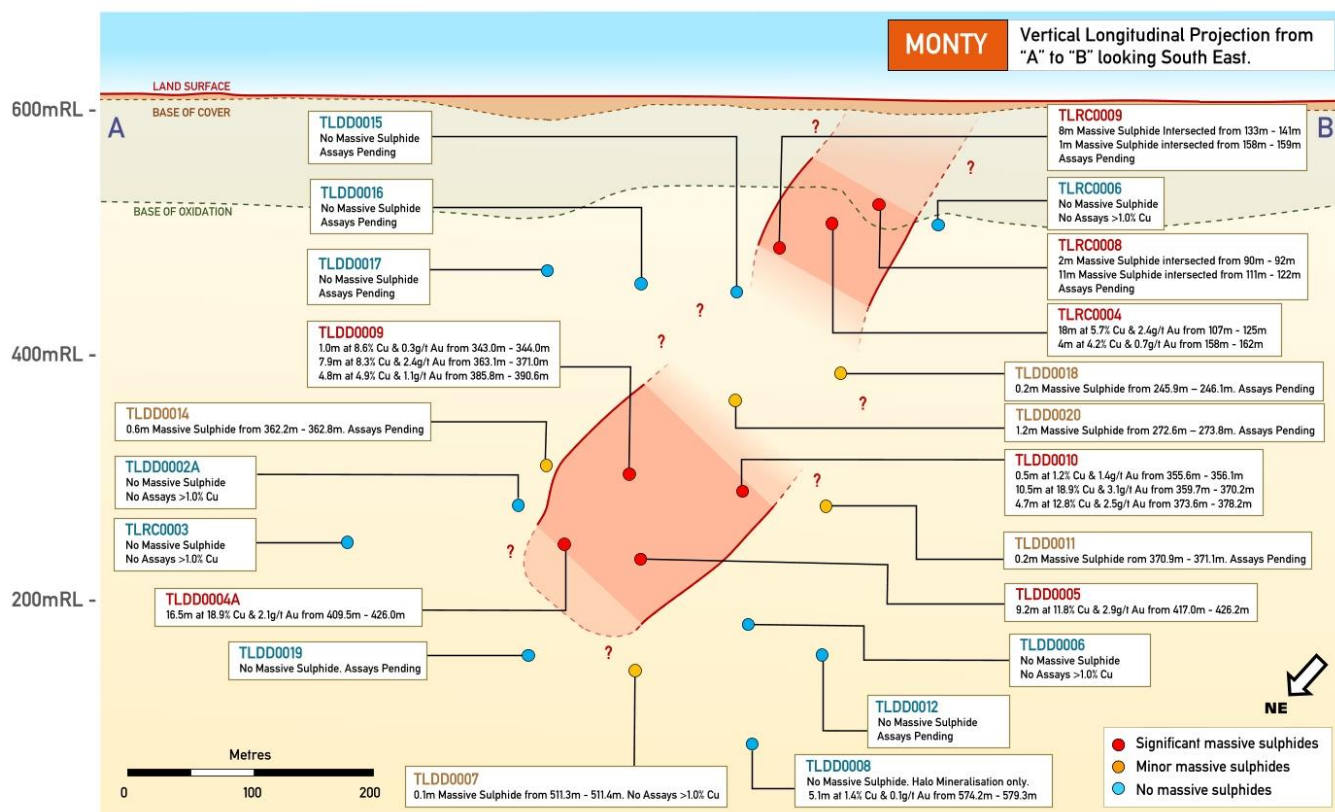 MONTY
Vertical Longitudinal Projection from
“A” to “B” looking South East.
LAND SURFACE
BASE OF COVER
600mRL -
A
B
BASE OF OXIDATION
400mRL -
200mRL -
TLDD0015
No Massive Sulphide
Assays Pending
TLDD0016
No Massive Sulphide
Assays Pending
TLDD0017
No Massive Sulphide
Assays Pending
TLDD0009
1.0m at 8.6% Cu & 0.3g/t Au from 343.0m - 344.0m
7.9m at 8.3% Cu & 2.4g/t Au from 363.1m - 371.0m
4.8m at 4.9% Cu & 1.1g/t Au from 385.8m - 390.6m
TLDD0014
0.6m Massive Sulphide from 362.2m - 362.8m. Assays Pending
TLDD0002A
No Massive Sulphide
No Assays >1.0% Cu
TLRC0003
No Massive Sulphide
No Assays >1.0% Cu
TLDD0004A
16.5m at 18.9% Cu & 2.1g/t Au from 409.5m - 426.0m
TLDD0019
No Massive Sulphide. Assays Pending
TLDD0007
0.1m Massive Sulphide from 511.3m - 511.4m. No Assays >1.0% Cu
?
?
?
?
?
?
?
?
TLRC0009
8m Massive Sulphide Intersected from 133m - 141m
1m Massive Sulphide intersected from 158m - 159m
Assays Pending
TLRC0006
No Massive Sulphide
No Assays >1.0% Cu
TLRC0008
2m Massive Sulphide intersected from 90m - 92m
11m Massive Sulphide intersected from 111m - 122m
Assays Pending
TLRC0004
18m at 5.7% Cu & 2.4g/t Au from 107m - 125m
4m at 4.2% Cu & 0.7g/t Au from 158m - 162m
TLDD0018
0.2m Massive Sulphide from 245.9m – 246.1m. Assays Pending
TLDD0020
1.2m Massive Sulphide from 272.6m – 273.8m. Assays Pending
TLDD0010
0.5m at 1.2% Cu & 1.4g/t Au from 355.6m - 356.1m
10.5m at 18.9% Cu & 3.1g/t Au from 359.7m - 370.2m
4.7m at 12.8% Cu & 2.5g/t Au from 373.6m - 378.2m
TLDD0011
0.2m Massive Sulphide rom 370.9m - 371.1m. Assays Pending
TLDD0005
9.2m at 11.8% Cu & 2.9g/t Au from 417.0m - 426.2m
TLDD0006
No Massive Sulphide
No Assays >1.0% Cu
TLDD0012
No Massive Sulphide
Assays Pending
TLDD0008
No Massive Sulphide. Halo Mineralisation only.
5.1m at 1.4% Cu & 0.1g/t Au from 574.2m - 579.3m
NE
Significant massive sulphides
Minor massive sulphides
No massive sulphides
Metres
0 100 200